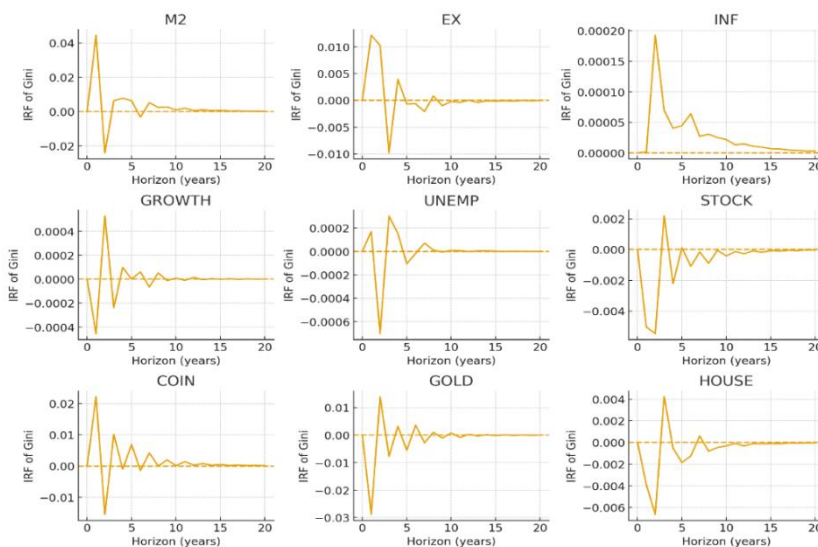 M2
IRF of Gini
0.04
0.02
0.00
−0.02
0 5 10 15 20
Horizon (years)
EX
IRF of Gini
0.010
0.005
0.000
−0.005
−0.010
0 5 10 15 20
Horizon (years)
INF
IRF of Gini
0.00020
0.00015
0.00010
0.00005
0.00000
0 5 10 15 20
Horizon (years)
GROWTH
IRF of Gini
0.0004
0.0002
0.0000
−0.0002
−0.0004
0 5 10 15 20
Horizon (years)
UNEMP
IRF of Gini
0.0002
0.0000
−0.0002
−0.0004
−0.0006
0 5 10 15 20
Horizon (years)
STOCK
IRF of Gini
0.002
0.000
−0.002
−0.004
0 5 10 15 20
Horizon (years)
COIN
IRF of Gini
0.02
0.01
0.00
−0.01
0 5 10 15 20
Horizon (years)
GOLD
IRF of Gini
0.01
0.00
−0.01
−0.02
−0.03
0 5 10 15 20
Horizon (years)
HOUSE
IRF of Gini
0.004
0.002
0.000
−0.002
−0.004
−0.006
0 5 10 15 20
Horizon (years)